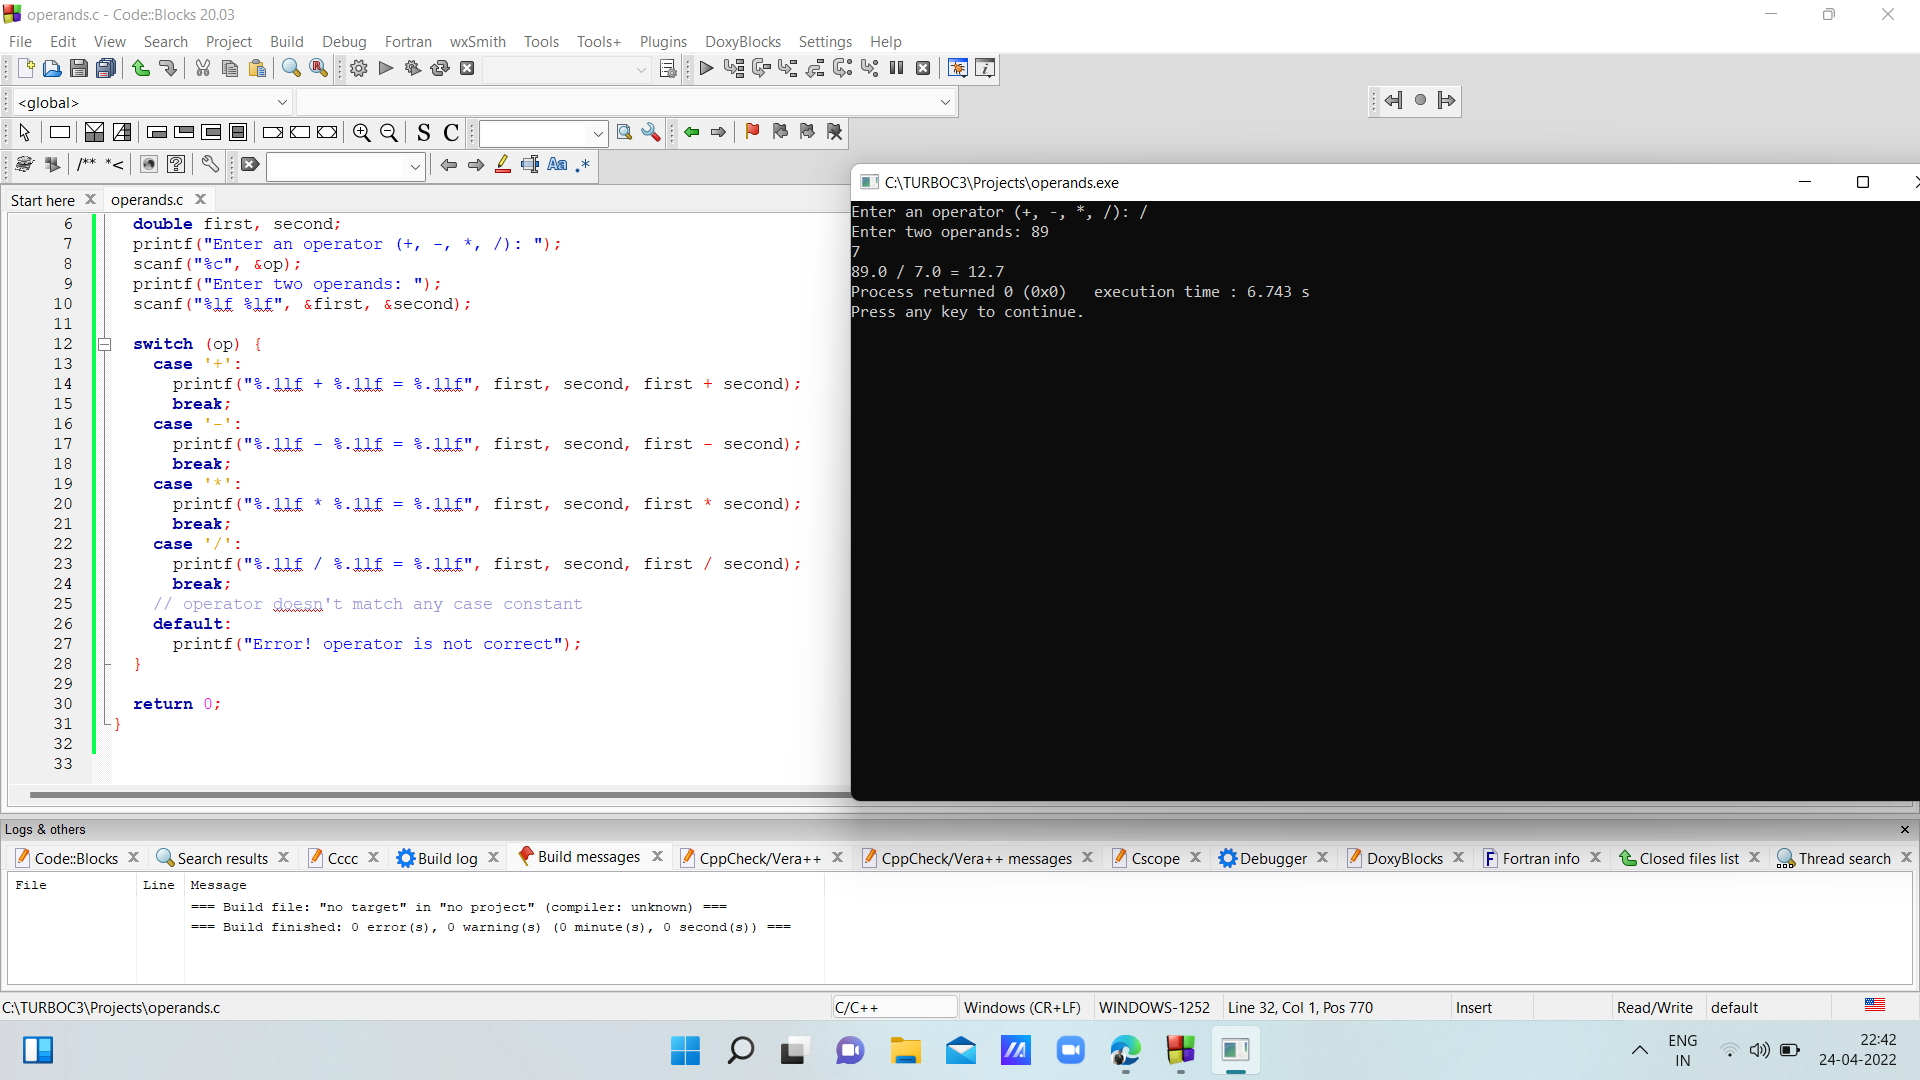 operands.c - Code::Blocks 20.03
File Edit View Search Project Build Debug Fortran wxSmith Tools Tools+ Plugins DoxyBlocks Settings Help
<global>
S C
/** *< Aa .*
Start here operands.c
6 double first, second;
7 printf("Enter an operator (+, -, *, /): ");
8 scanf("%c", &op);
9 printf("Enter two operands: ");
10 scanf("%lf %lf", &first, &second);
11
12 switch (op) {
13 case '+':
14 printf("%.1lf + %.1lf = %.1lf", first, second, first + second);
15 break;
16 case '-':
17 printf("%.1lf - %.1lf = %.1lf", first, second, first - second);
18 break;
19 case '*':
20 printf("%.1lf * %.1lf = %.1lf", first, second, first * second);
21 break;
22 case '/':
23 printf("%.1lf / %.1lf = %.1lf", first, second, first / second);
24 break;
25 // operator doesn't match any case constant
26 default:
27 printf("Error! operator is not correct");
28 }
29
30 return 0;
31 }
32
33
C:\TURBOC3\Projects\operands.exe
Enter an operator (+, -, *, /): /
Enter two operands: 89
7
89.0 / 7.0 = 12.7
Process returned 0 (0x0) execution time : 6.743 s
Press any key to continue.
Logs & others
Code::Blocks Search results Cccc Build log Build messages CppCheck/Vera++ CppCheck/Vera++ messages Cscope Debugger DoxyBlocks Fortran info Closed files list Thread search
File Line Message
=== Build file: "no target" in "no project" (compiler: unknown) ===
=== Build finished: 0 error(s), 0 warning(s) (0 minute(s), 0 second(s)) ===
C:\TURBOC3\Projects\operands.c C/C++ Windows (CR+LF) WINDOWS-1252 Line 32, Col 1, Pos 770 Insert Read/Write default
ENG
IN
22:42
24-04-2022